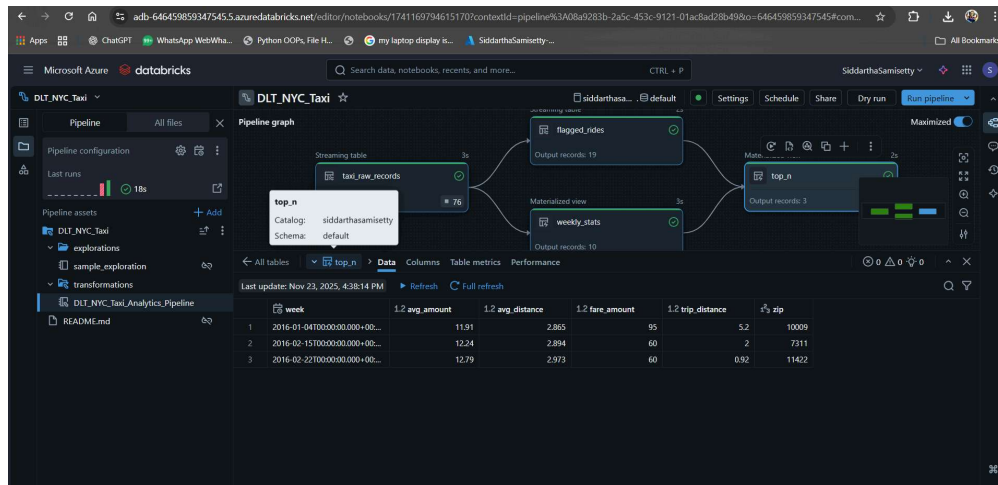 adb-646459859347545.5.azuredatabricks.net/editor/notebooks/1741169794615170?contextId=pipeline%3A08a9283b-2a5c-453c-9121-01ac8ad28b49&o=646459859347545#com...
Apps ChatGPT WhatsApp WebWha... Python OOPs, File H... my laptop display is... SiddarthaSamisetty-... All Bookmarks
Microsoft Azure databricks Search data, notebooks, recents, and more... CTRL + P SiddarthaSamisetty S
DLT_NYC_Taxi DLT_NYC_Taxi siddarthasa... . default Settings Schedule Share Dry run Run pipeline
Pipeline All files Pipeline graph Maximized
Streaming table 2s
flagged_rides
Output records: 19
Pipeline configuration
Last runs
18s
Streaming table 3s
taxi_raw_records
76
top_n
Catalog: siddarthasamisetty
Schema: default
Materialized view 3s
weekly_stats
Output records: 10
2s
top_n
Output records: 3
Pipeline assets Add
DLT_NYC_Taxi
explorations
sample_exploration
transformations
DLT_NYC_Taxi_Analytics_Pipeline
README.md
All tables top_n > Data Columns Table metrics Performance 0 0 0
Last update: Nov 23, 2025, 4:38:14 PM Refresh Full refresh
week 1.2 avg_amount 1.2 avg_distance 1.2 fare_amount 1.2 trip_distance zip
1 2016-01-04T00:00:00.000+00:... 11.91 2.865 95 5.2 10009
2 2016-02-15T00:00:00.000+00:... 12.24 2.894 60 2 7311
3 2016-02-22T00:00:00.000+00:... 12.79 2.973 60 0.92 11422